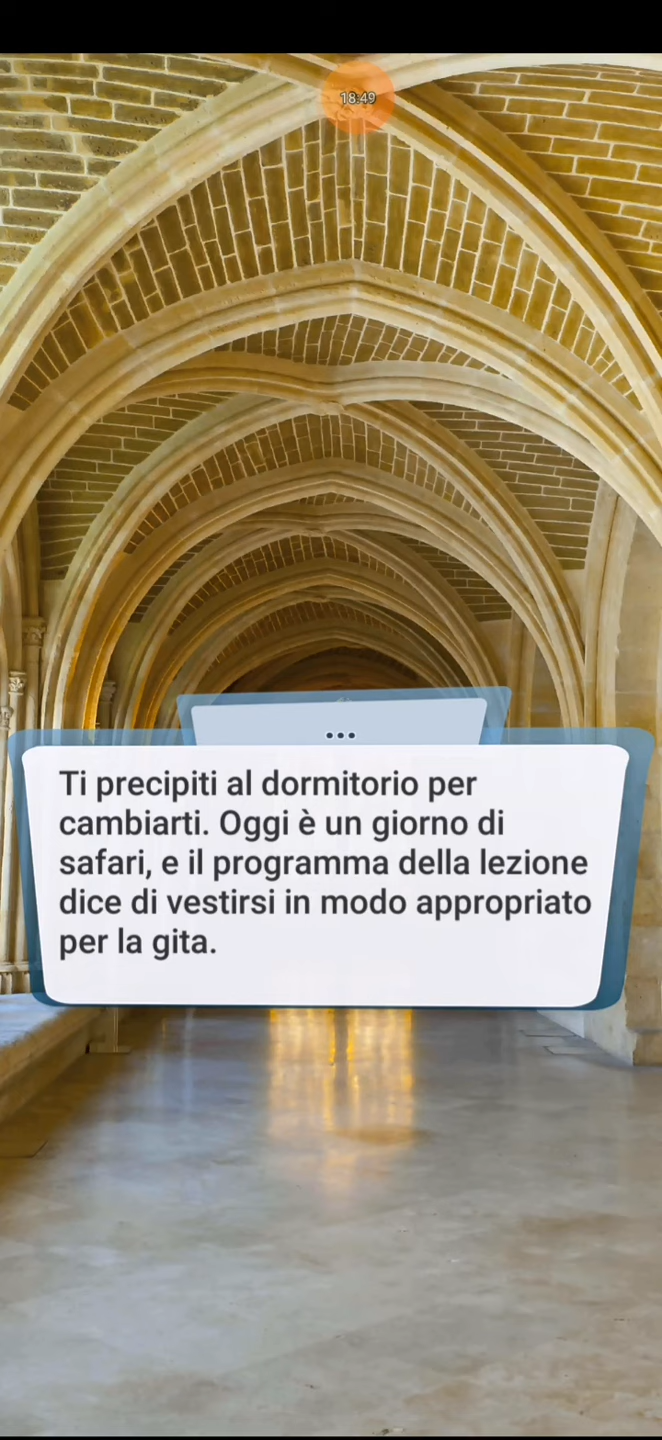 18:49
...
Ti precipiti al dormitorio per
cambiarti. Oggi è un giorno di
safari, e il programma della lezione
dice di vestirsi in modo appropriato
per la gita.